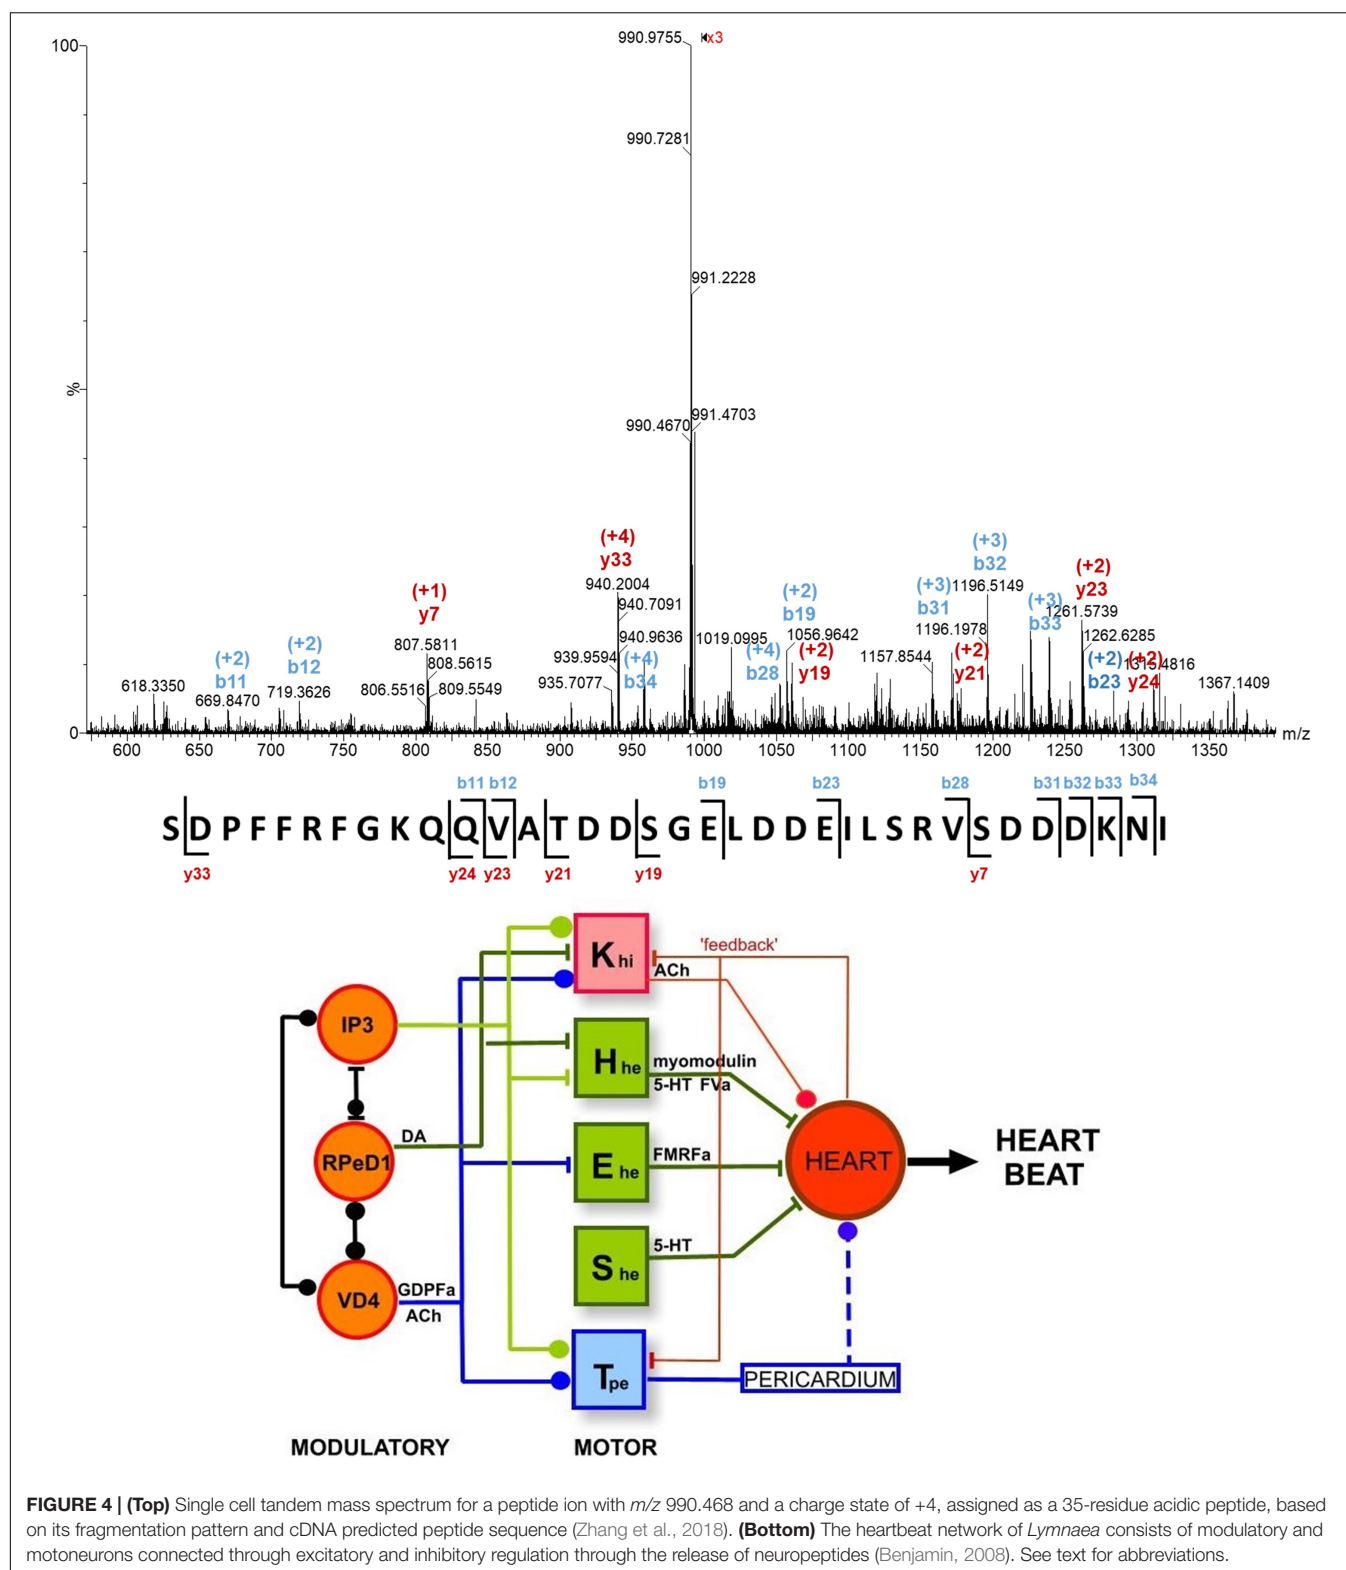 100
%
0
990.9755
x3
990.7281
991.2228
991.4703
990.4670
(+4)
y33
940.2004
940.7091
940.9636
939.9594
935.7077
(+4)
b34
(+1)
y7
807.5811
808.5615
806.5516
809.5549
(+2)
b12
719.3626
(+2)
b11
669.8470
618.3350
1019.0995
(+4)
b28
(+2)
b19
1056.9642
(+2)
y19
(+3)
b31
1196.1978
1157.8544
(+2)
y21
(+3)
b32
1196.5149
(+3)
b33
(+2)
y23
1261.5739
1262.6285
(+2)
b23
(+2)
y24
1315.4816
1367.1409
600 650 700 750 800 850 900 950 1000 1050 1100 1150 1200 1250 1300 1350 m/z
b11 b12 b19 b23 b28 b31 b32 b33 b34
S D P F F R F G K Q Q V A T D D S G E L D D E I L S R V S D D D K N I
y33 y24 y23 y21 y19 y7
K hi
'feedback'
ACh
IP3
H he
myomodulin
5-HT FVa
DA
RPeD1
E he
FMRFa
HEART
HEART
BEAT
S he
5-HT
VD4
GDPFa
ACh
T pe
PERICARDIUM
MODULATORY MOTOR
FIGURE 4 | (Top) Single cell tandem mass spectrum for a peptide ion with m/z 990.468 and a charge state of +4, assigned as a 35-residue acidic peptide, based
on its fragmentation pattern and cDNA predicted peptide sequence (Zhang et al., 2018). (Bottom) The heartbeat network of Lymnaea consists of modulatory and
motoneurons connected through excitatory and inhibitory regulation through the release of neuropeptides (Benjamin, 2008). See text for abbreviations.